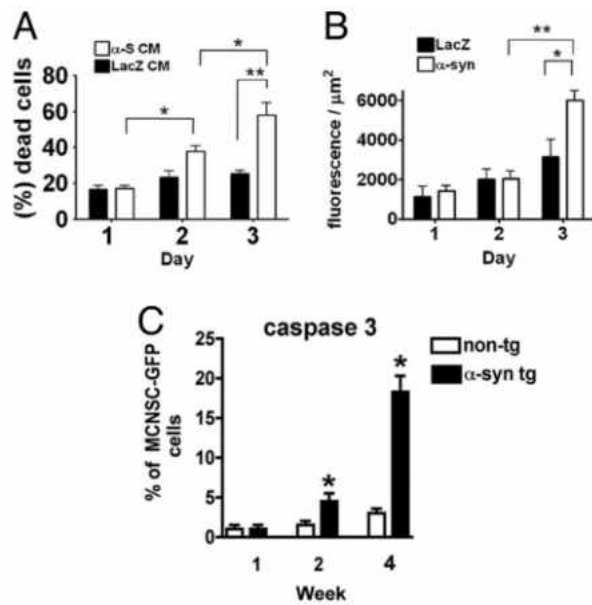 A
α-S CM
LacZ CM
(%) dead cells
80
60
40
20
0
*
*
**
1 2 3
Day
B
LacZ
α-syn
fluorescence / μm²
6000
4000
2000
0
**
*
1 2 3
Day
C
caspase 3
non-tg
α-syn tg
% of MCNSC-GFP
cells
25
20
15
10
5
0
*
*
1 2 4
Week